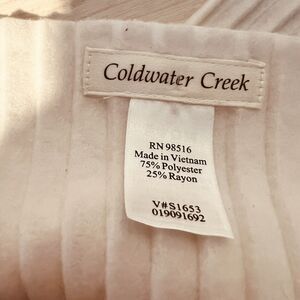 Coldwater Creek
RN 98516
Made in Vietnam
75% Polyester
25% Rayon
V#S1653
019091692